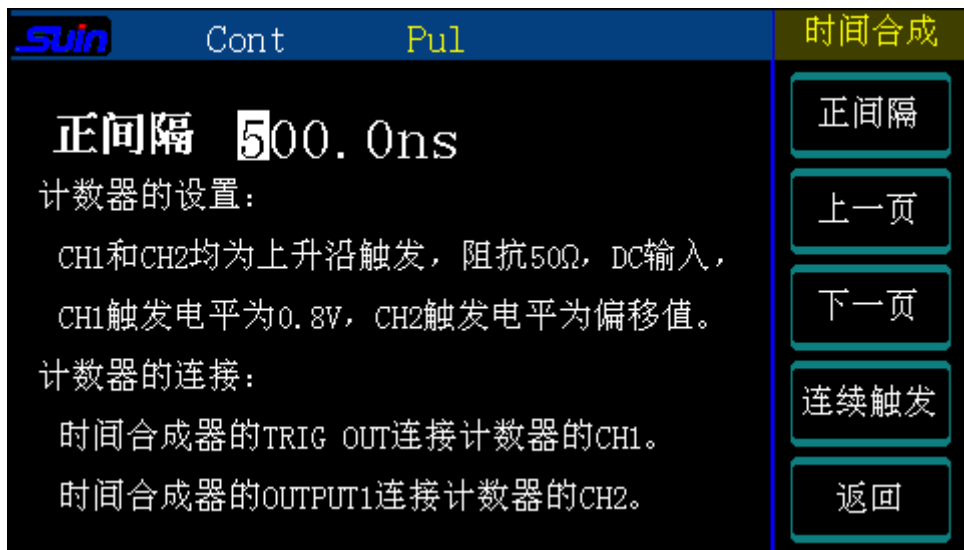 Suin Cont Pul 时间合成
正间隔 500.0ns
计数器的设置:
CH1和CH2均为上升沿触发，阻抗50Ω，DC输入，
CH1触发电平为0.8V，CH2触发电平为偏移值。
计数器的连接:
时间合成器的TRIG OUT连接计数器的CH1。
时间合成器的OUTPUT1连接计数器的CH2。
正间隔
上一页
下一页
连续触发
返回